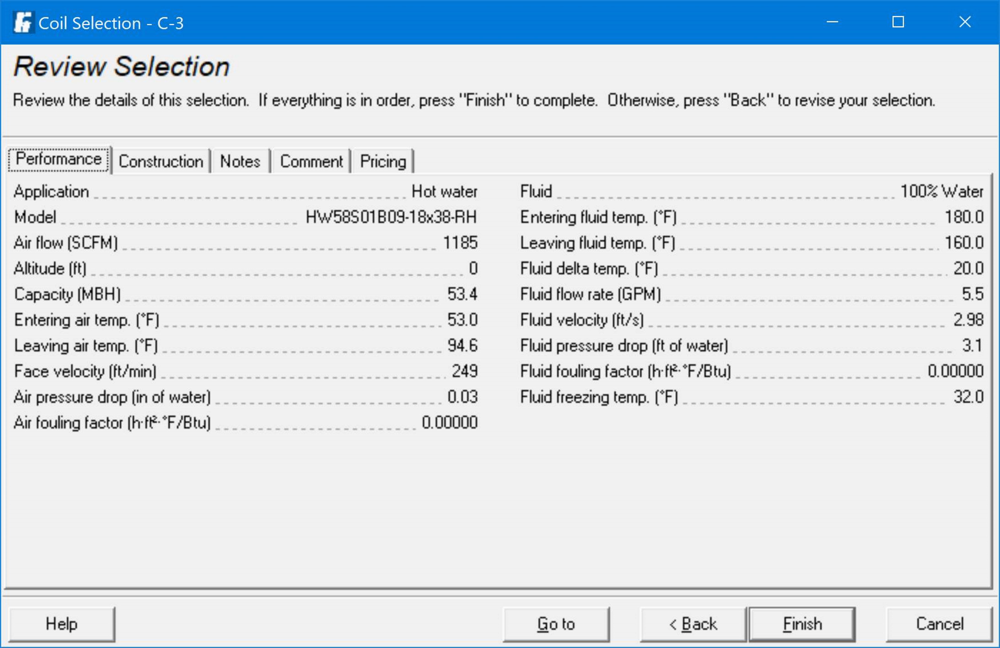 Coil Selection - C-3
Review Selection
Review the details of this selection. If everything is in order, press "Finish" to complete. Otherwise, press "Back" to revise your selection.
Performance Construction Notes Comment Pricing
Application Hot water
Model HW58S01B09-18x38-RH
Air flow (SCFM) 1185
Altitude (ft) 0
Capacity (MBH) 53.4
Entering air temp. (°F) 53.0
Leaving air temp. (°F) 94.6
Face velocity (ft/min) 249
Air pressure drop (in of water) 0.03
Air fouling factor (h·ft²·°F/Btu) 0.00000
Fluid 100% Water
Entering fluid temp. (°F) 180.0
Leaving fluid temp. (°F) 160.0
Fluid delta temp. (°F) 20.0
Fluid flow rate (GPM) 5.5
Fluid velocity (ft/s) 2.98
Fluid pressure drop (ft of water) 3.1
Fluid fouling factor (h·ft²·°F/Btu) 0.00000
Fluid freezing temp. (°F) 32.0
Help Go to < Back Finish Cancel